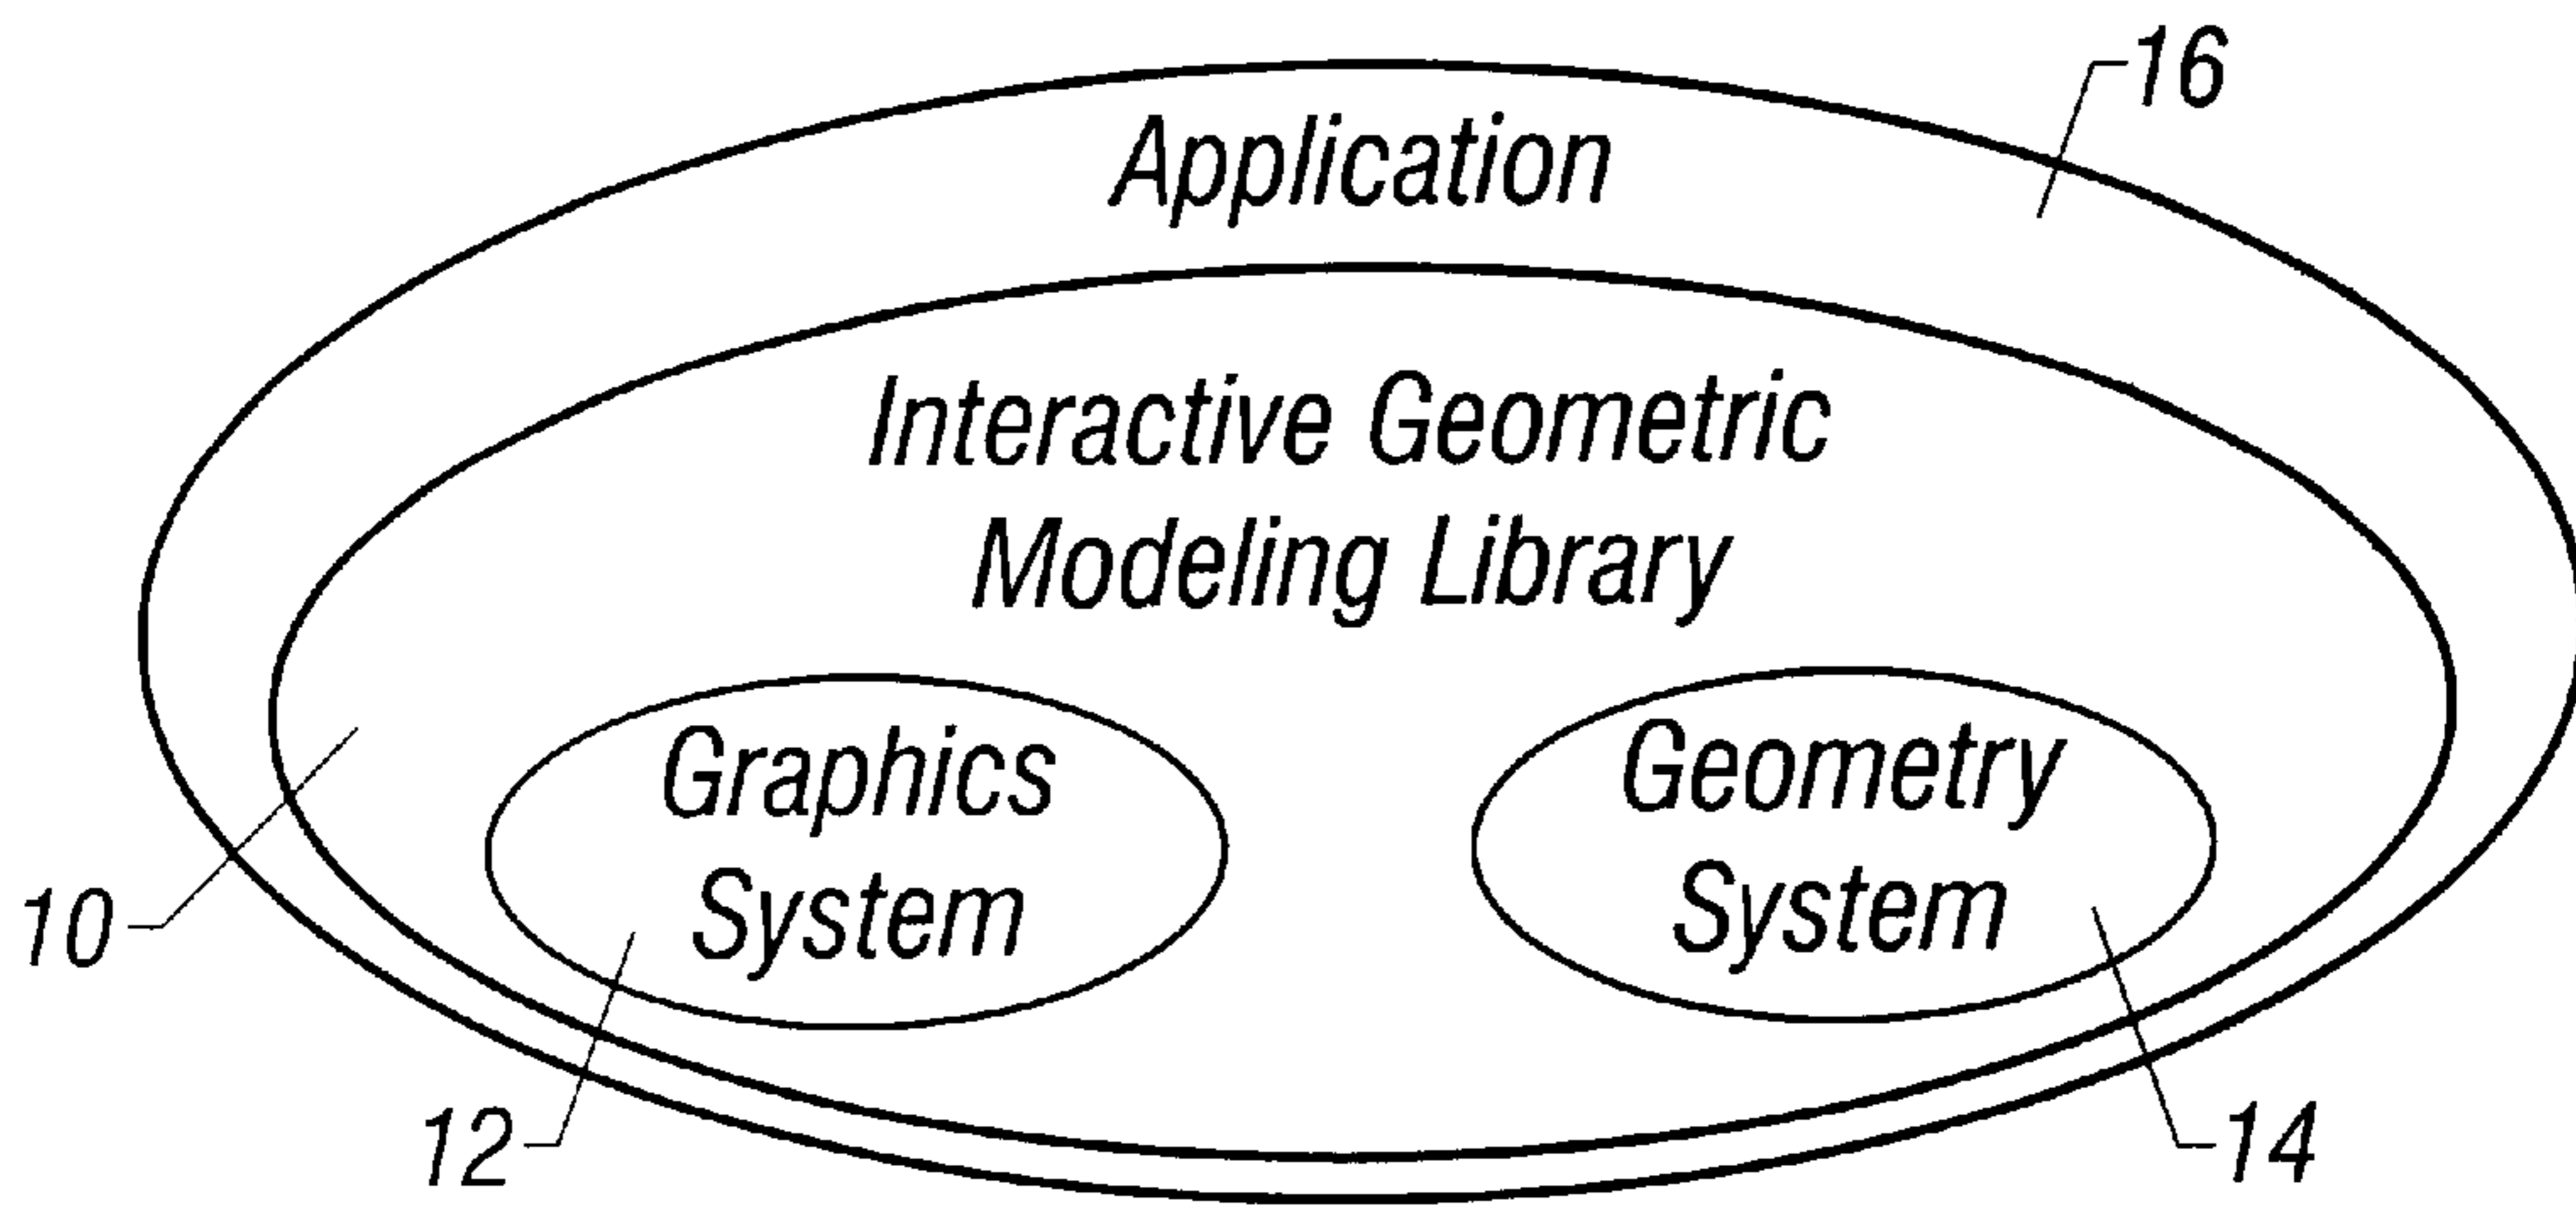 16
Application
Interactive Geometric
Modeling Library
Graphics
System
Geometry
System
10
12
14